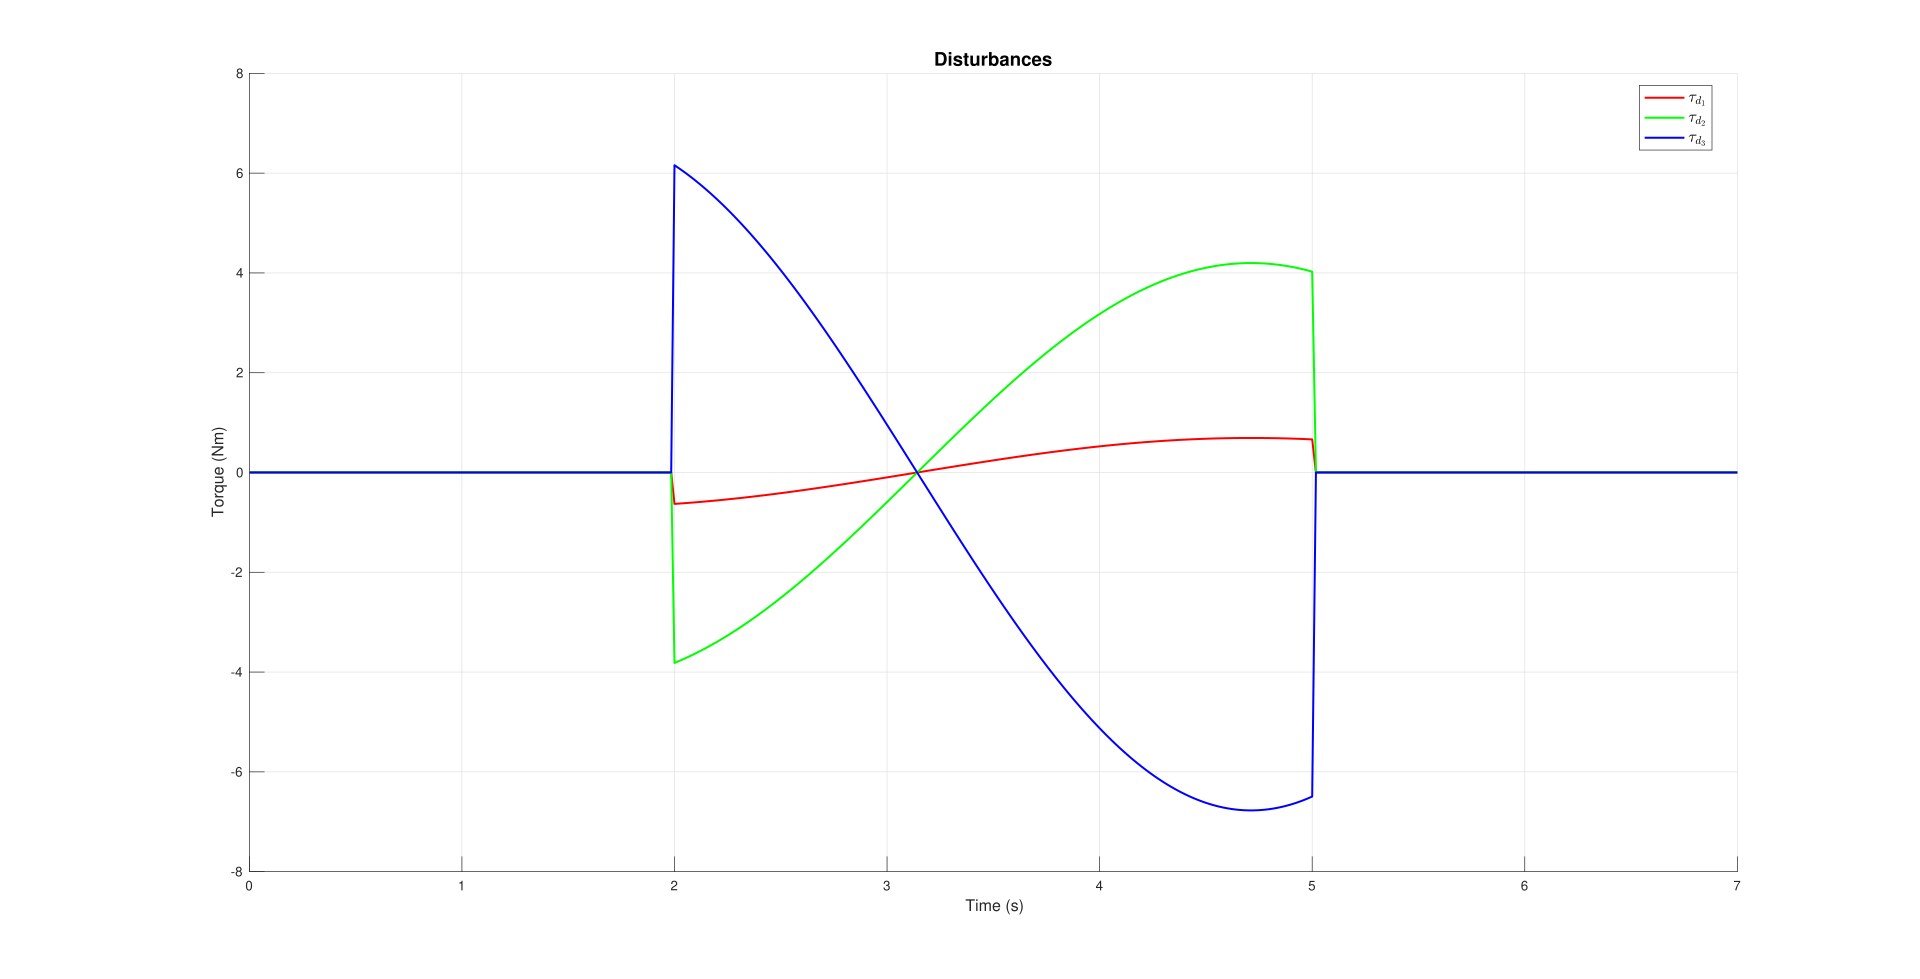 Disturbances
τd1
τd2
τd3
8
6
4
2
0
-2
-4
-6
-8
Torque (Nm)
0 1 2 3 4 5 6 7
Time (s)